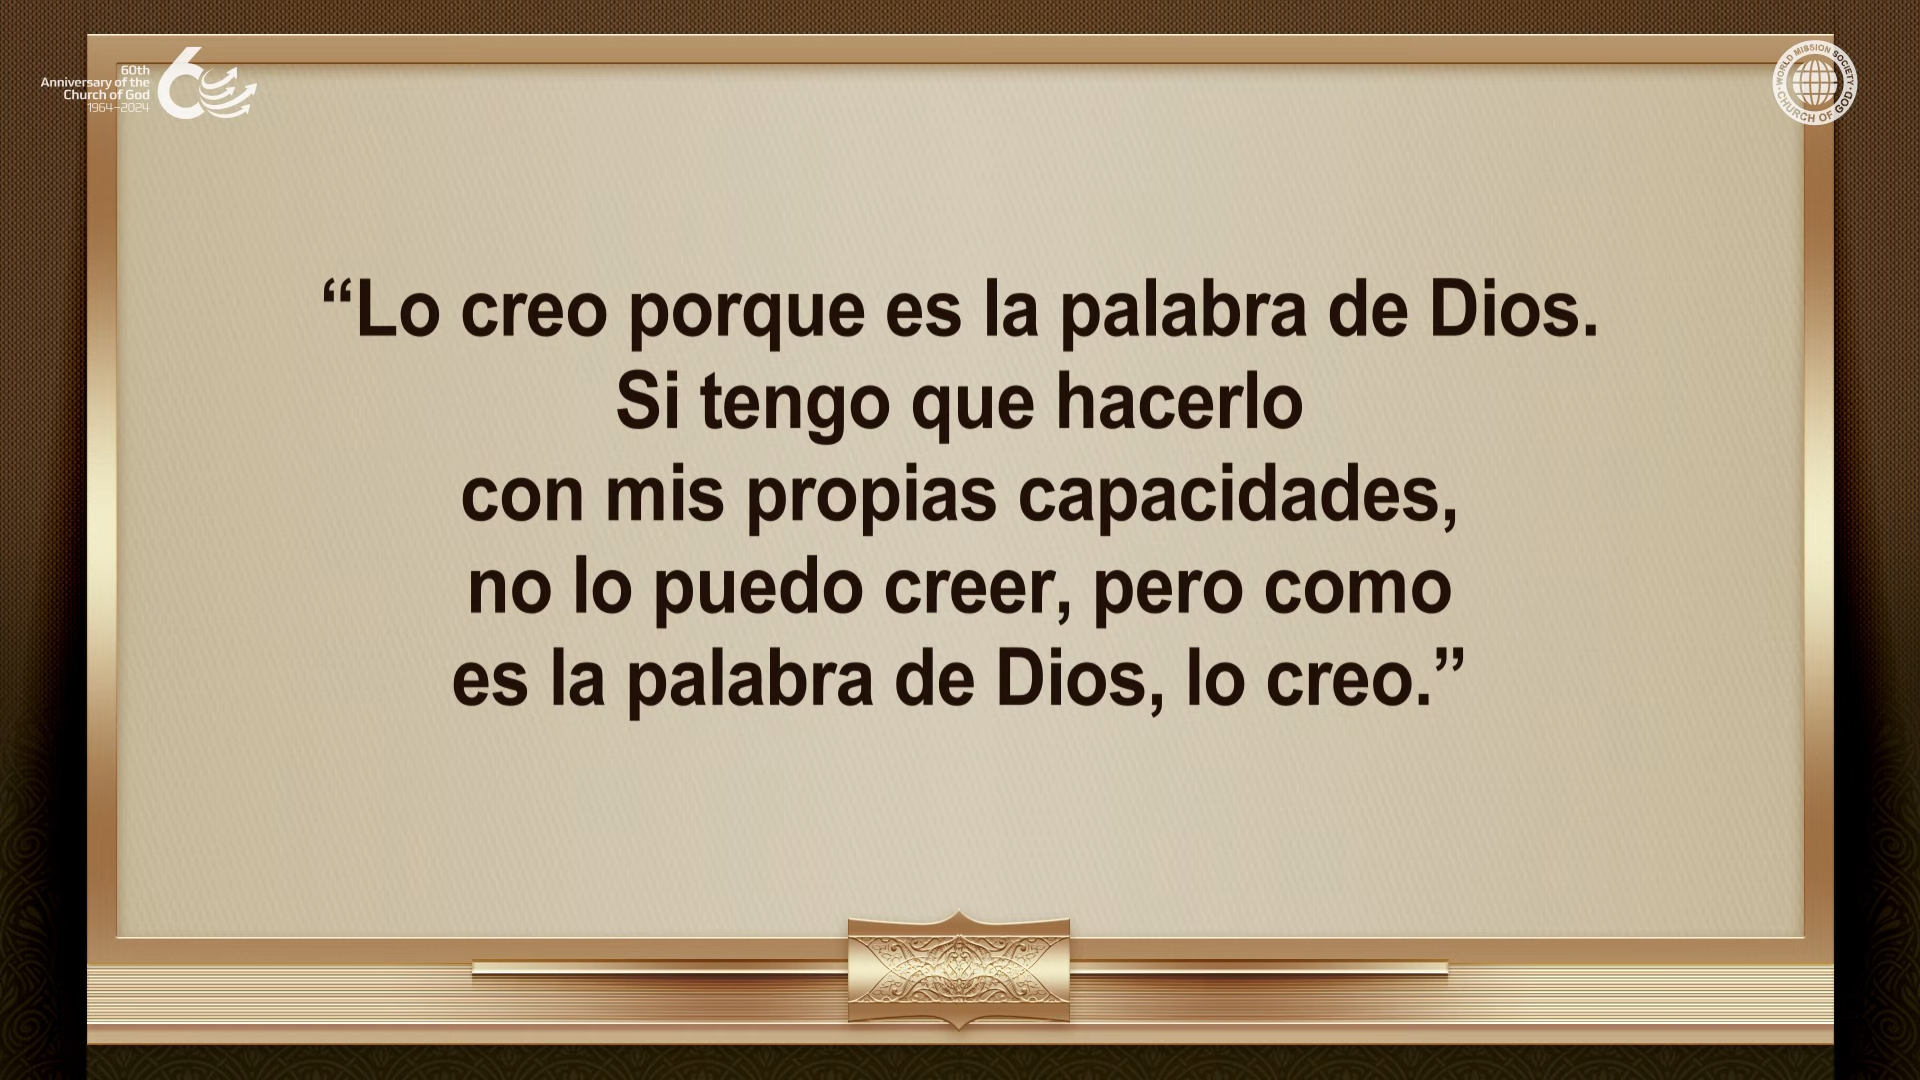 60th
Anniversary of the
Church of God
1964–2024
WORLD MISSION SOCIETY
CHURCH OF GOD
“Lo creo porque es la palabra de Dios.
Si tengo que hacerlo
con mis propias capacidades,
no lo puedo creer, pero como
es la palabra de Dios, lo creo.”